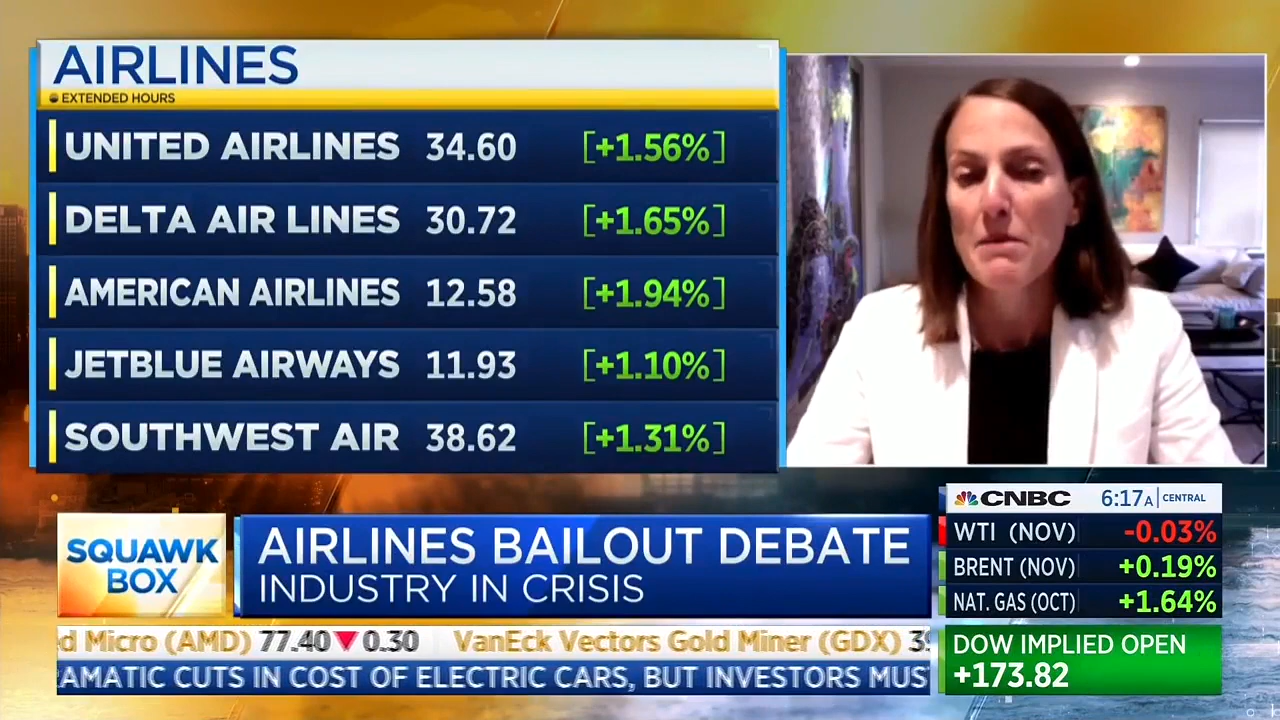 AIRLINES
EXTENDED HOURS
UNITED AIRLINES 34.60 [+1.56%]
DELTA AIR LINES 30.72 [+1.65%]
AMERICAN AIRLINES 12.58 [+1.94%]
JETBLUE AIRWAYS 11.93 [+1.10%]
SOUTHWEST AIR 38.62 [+1.31%]
SQUAWK
BOX
AIRLINES BAILOUT DEBATE
INDUSTRY IN CRISIS
d Micro (AMD) 77.40 ▼ 0.30 VanEck Vectors Gold Miner (GDX)
AMATIC CUTS IN COST OF ELECTRIC CARS, BUT INVESTORS MUS
CNBC 6:17A CENTRAL
WTI (NOV) -0.03%
BRENT (NOV) +0.19%
NAT. GAS (OCT) +1.64%
DOW IMPLIED OPEN
+173.82